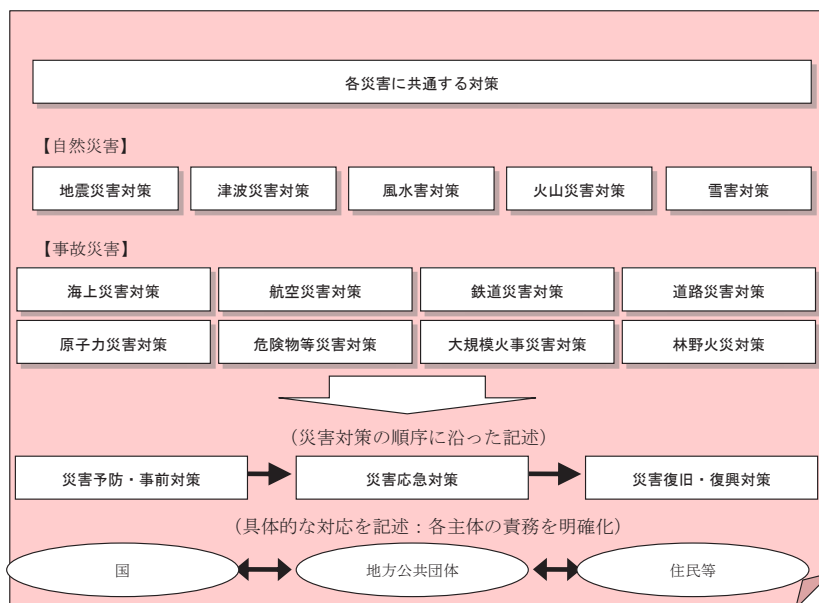 各災害に共通する対策
【自然災害】
地震災害対策 津波災害対策 風水害対策 火山災害対策 雪害対策
【事故災害】
海上災害対策 航空災害対策 鉄道災害対策 道路災害対策
原子力災害対策 危険物等災害対策 大規模火事災害対策 林野火災対策
(災害対策の順序に沿った記述)
災害予防・事前対策 災害応急対策 災害復旧・復興対策
(具体的な対応を記述：各主体の責務を明確化)
国 地方公共団体 住民等